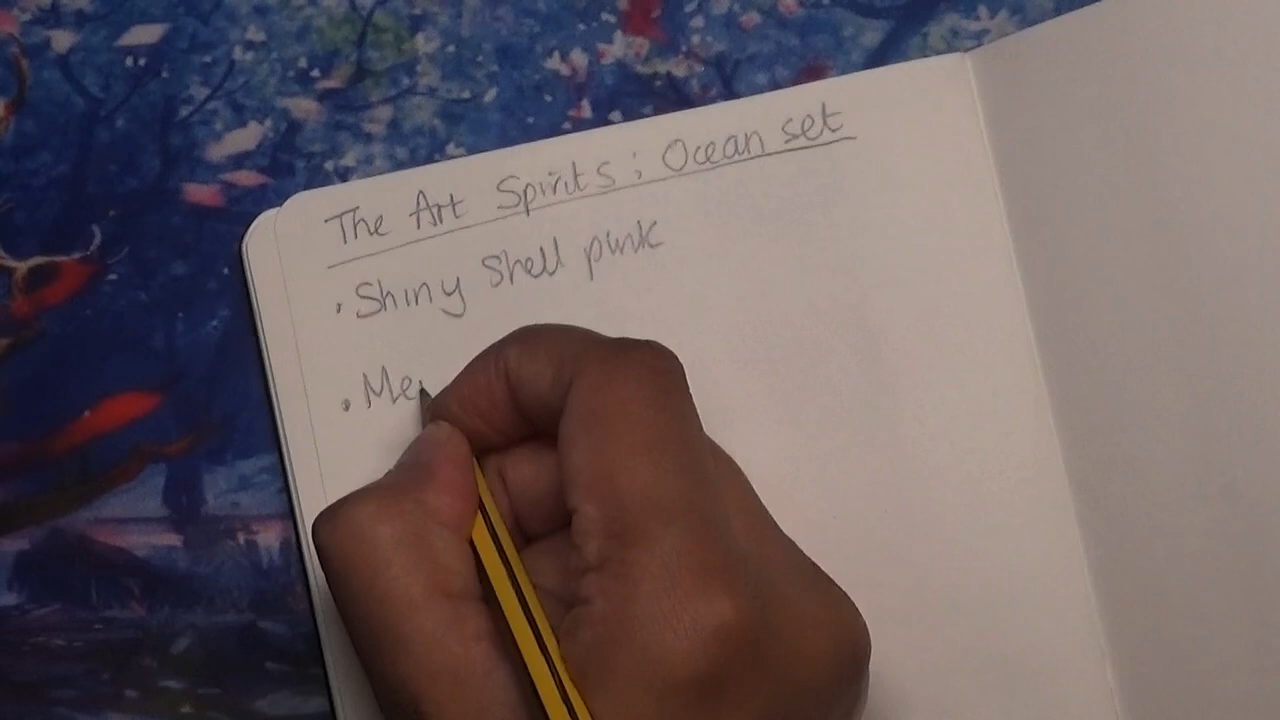 The Art Spirits; Ocean set
• Shiny Shell pink
• Me